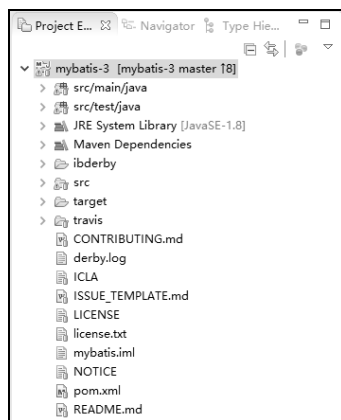 Project E... Navigator Type Hie...
mybatis-3 [mybatis-3 master ↑8]
src/main/java
src/test/java
JRE System Library [JavaSE-1.8]
Maven Dependencies
ibderby
src
target
travis
CONTRIBUTING.md
derby.log
ICLA
ISSUE_TEMPLATE.md
LICENSE
license.txt
mybatis.iml
NOTICE
pom.xml
README.md